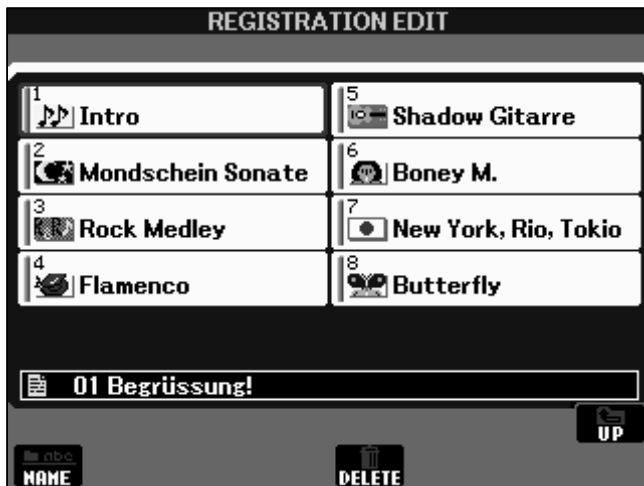 REGISTRATION EDIT
1
Intro
2
Mondschein Sonate
3
Rock Medley
4
Flamenco
5
Shadow Gitarre
6
Boney M.
7
New York, Rio, Tokio
8
Butterfly
01 Begrüssung!
UP
abc
NAME
DELETE